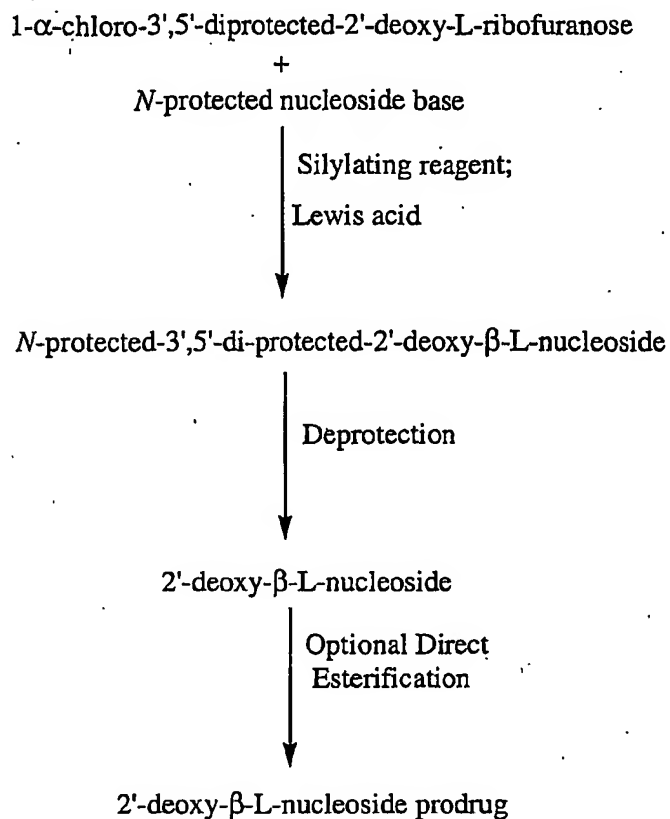 1-α-chloro-3',5'-diprotected-2'-deoxy-L-ribofuranose
+
N-protected nucleoside base
Silylating reagent;
Lewis acid
N-protected-3',5'-di-protected-2'-deoxy-β-L-nucleoside
Deprotection
2'-deoxy-β-L-nucleoside
Optional Direct
Esterification
2'-deoxy-β-L-nucleoside prodrug